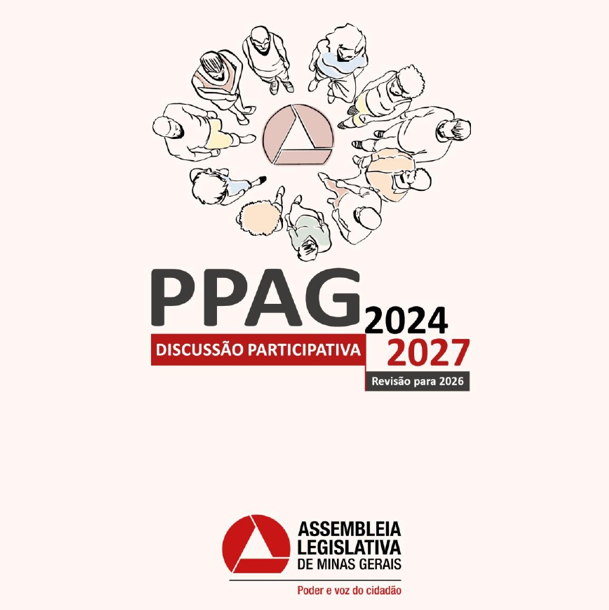 PPAG
2024
DISCUSSÃO PARTICIPATIVA
2027
Revisão para 2026
ASSEMBLEIA
LEGISLATIVA
DE MINAS GERAIS
Poder e voz do cidadão